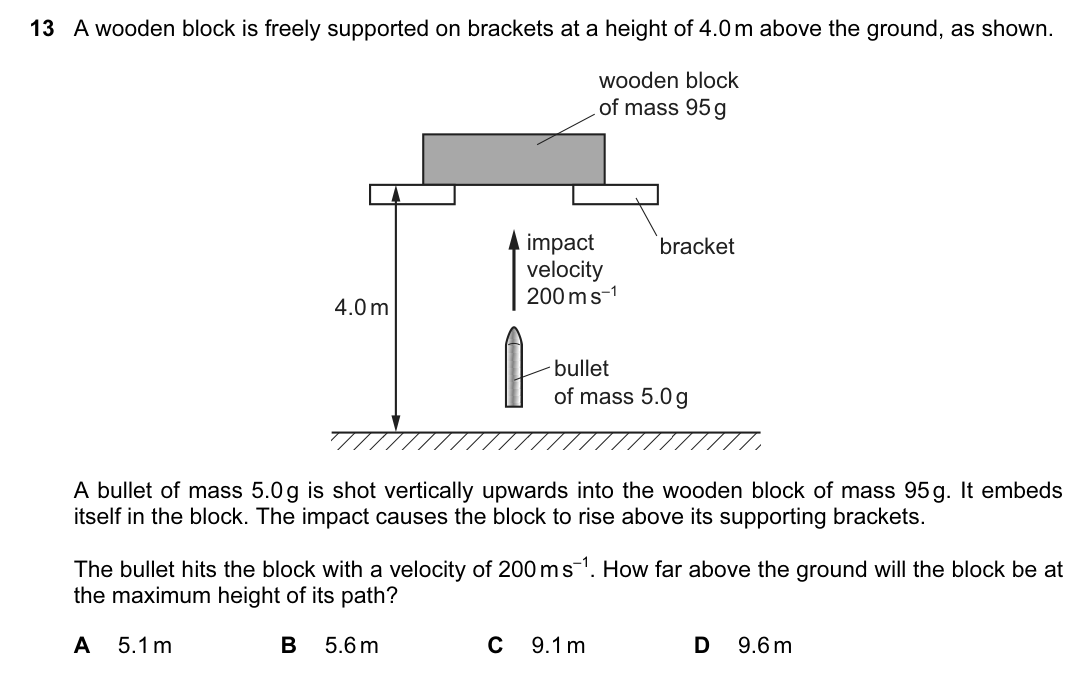 13 A wooden block is freely supported on brackets at a height of 4.0 m above the ground, as shown.
wooden block
of mass 95 g
impact
velocity
200 m s⁻¹
bracket
4.0 m
bullet
of mass 5.0 g
A bullet of mass 5.0 g is shot vertically upwards into the wooden block of mass 95 g. It embeds
itself in the block. The impact causes the block to rise above its supporting brackets.
The bullet hits the block with a velocity of 200 m s⁻¹. How far above the ground will the block be at
the maximum height of its path?
A 5.1 m B 5.6 m C 9.1 m D 9.6 m